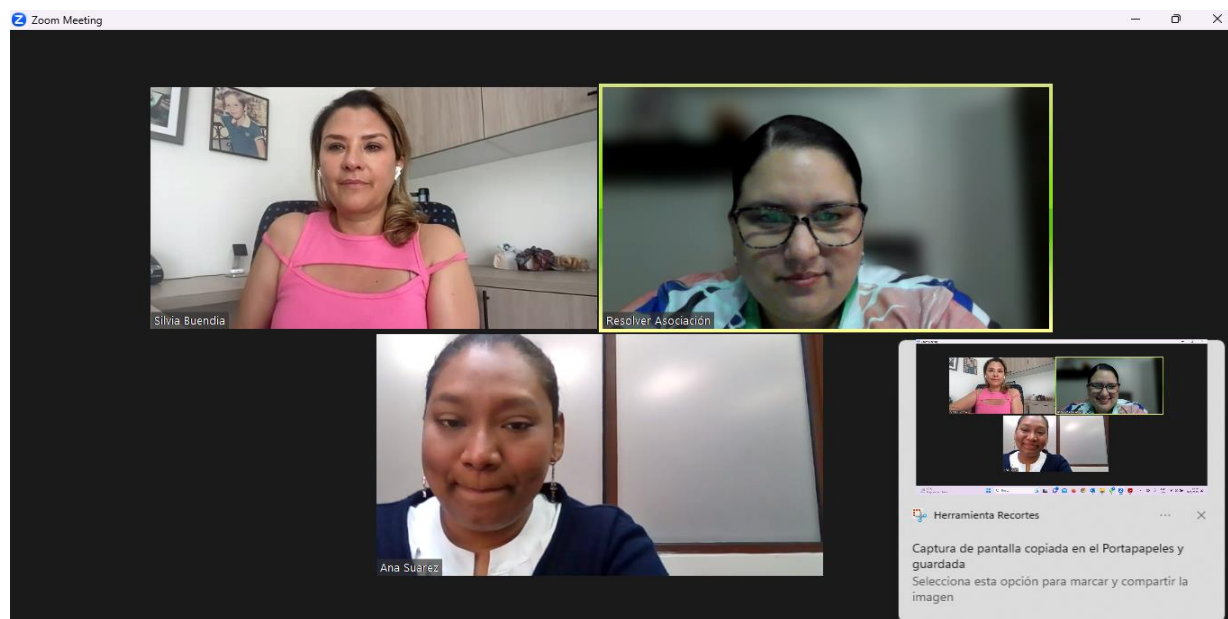 Zoom Meeting
Silvia Buendia
Resolver Asociación
Ana Suarez
Herramienta Recortes
Captura de pantalla copiada en el Portapapeles y
guardada
Selecciona esta opción para marcar y compartir la
imagen